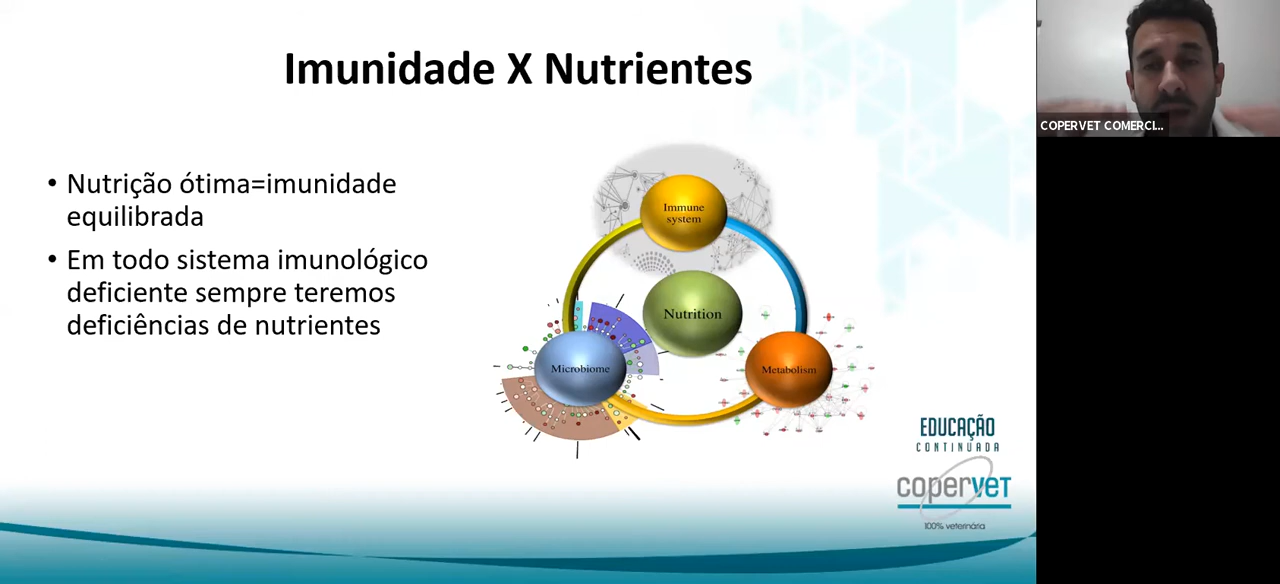 Imunidade X Nutrientes
COPERVET COMERCI...
• Nutrição ótima=imunidade
equilibrada
• Em todo sistema imunológico
deficiente sempre teremos
deficiências de nutrientes
Immune
system
Nutrition
Microbiome
Metabolism
EDUCAÇÃO
CONTINUADA
copervet
100% veterinária